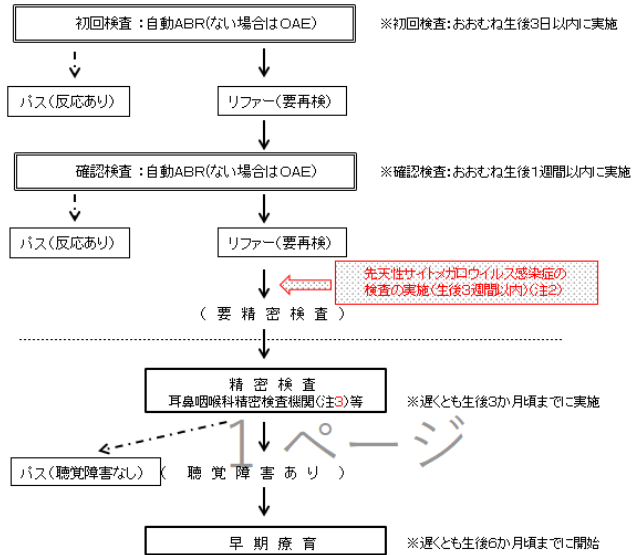 初回検査：自動ABR(ない場合はOAE) ※初回検査：おおむね生後3日以内に実施
パス(反応あり) リファー(要再検)
確認検査：自動ABR(ない場合はOAE) ※確認検査：おおむね生後1週間以内に実施
パス(反応あり) リファー(要再検)
先天性サイトメガロウイルス感染症の
検査の実施(生後3週間以内)(注2)
(要精密検査)
精密検査
耳鼻咽喉科精密検査機関(注3)等 ※遅くとも生後3か月頃までに実施
1 ページ
パス(聴覚障害なし) (聴覚障害あり)
早期療育 ※遅くとも生後6か月頃までに開始